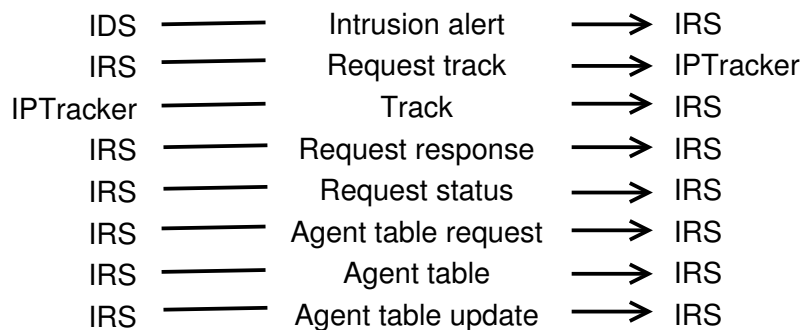 IDS Intrusion alert IRS
IRS Request track IPTracker
IPTracker Track IRS
IRS Request response IRS
IRS Request status IRS
IRS Agent table request IRS
IRS Agent table IRS
IRS Agent table update IRS